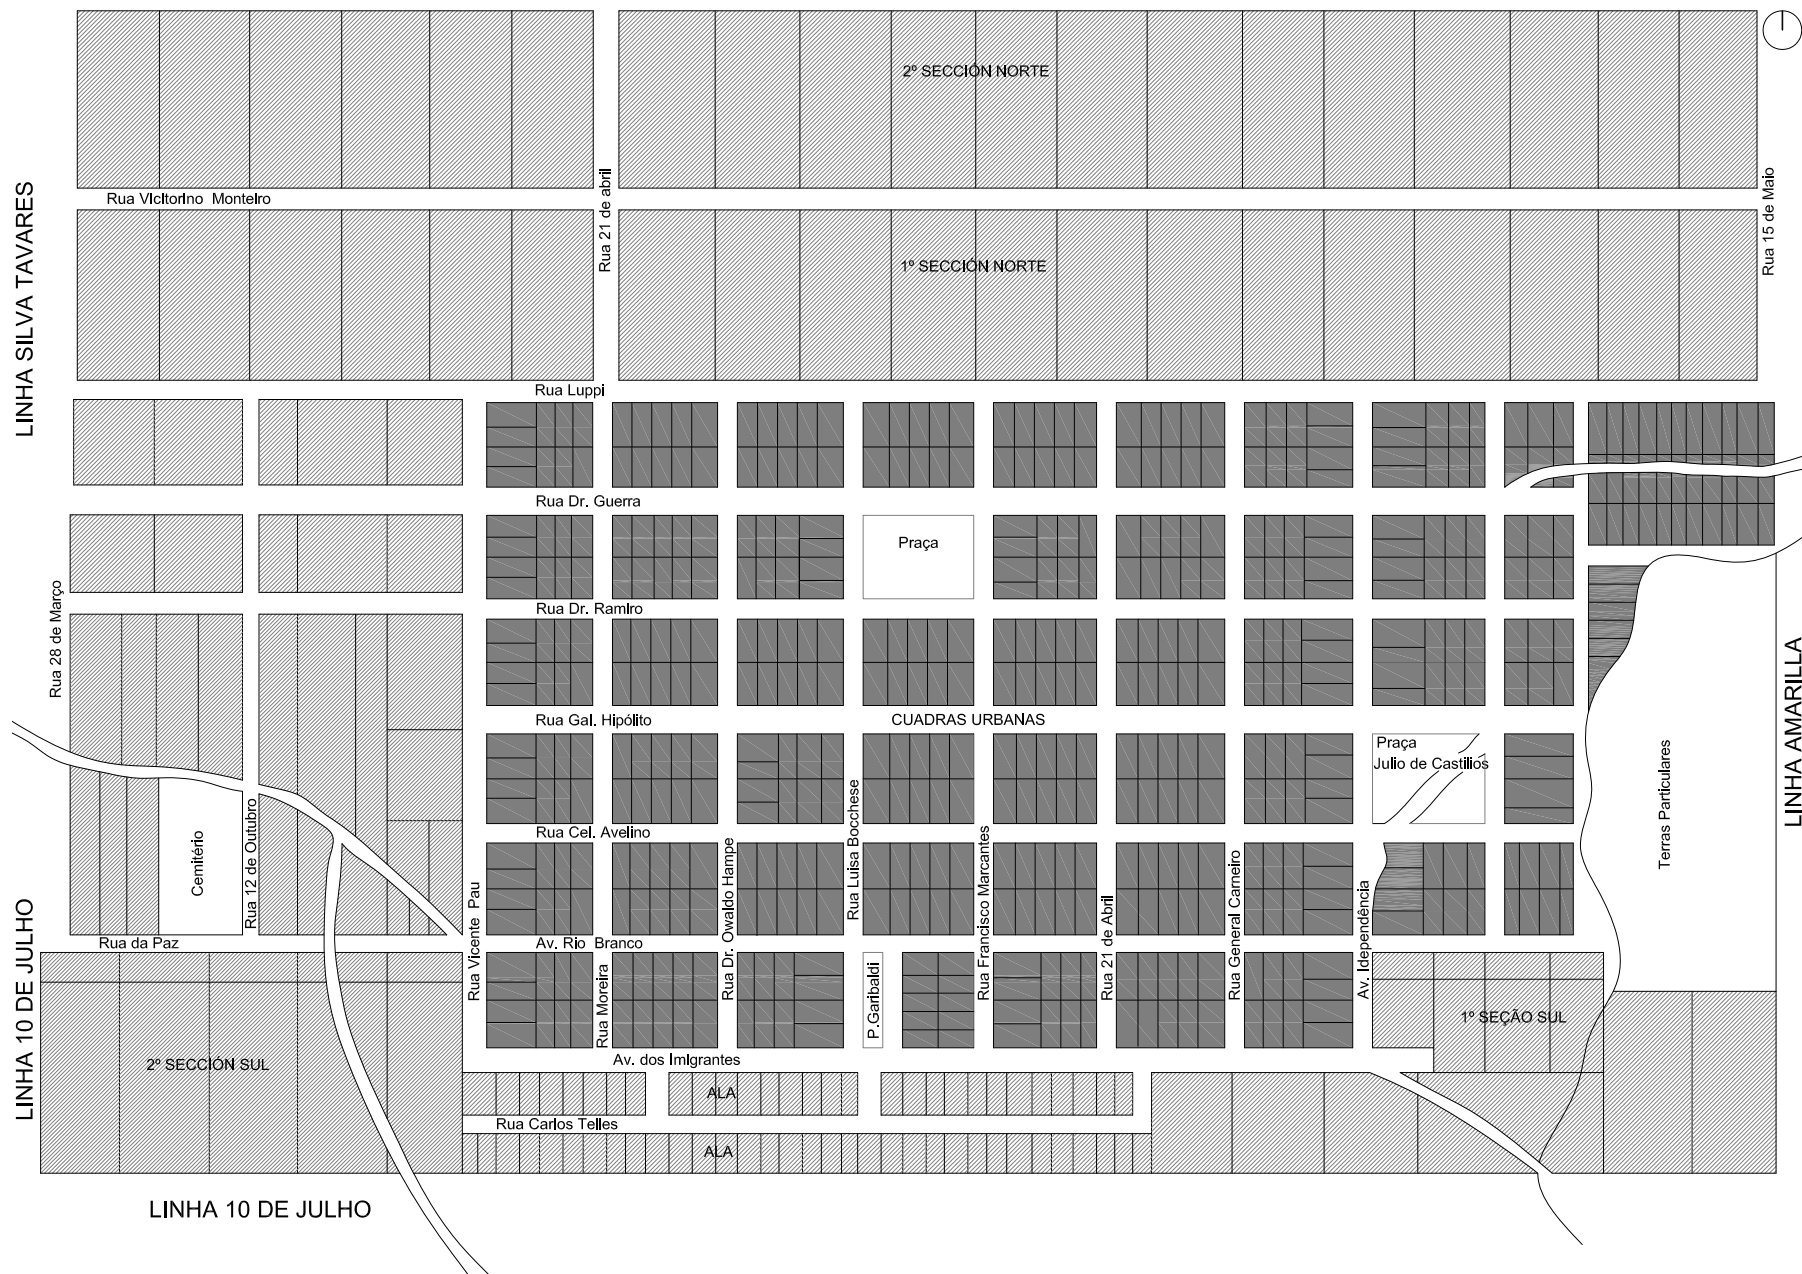 2º SECCIÓN NORTE
Rua Vicitorino Monteiro
Rua 21 de abril
Rua 15 de Maio
LINHA SILVA TAVARES
1º SECCIÓN NORTE
Rua Luppi
Rua Dr. Guerra
Praça
Rua Dr. Ramiro
Rua 28 de Março
Rua Gal. Hipólito
CUADRAS URBANAS
LINHA AMARILLA
Praça
Julio de Castilios
Terras Particulares
Rua Cel. Avelino
Cemitério
Rua 12 de Outubro
Rua Vicente Pau
Rua Dr. Owaldo Hampe
Rua Luisa Bocchese
Rua Francisco Marcantes
Rua 21 de Abril
Rua General Carneiro
Av. Idependência
Rua da Paz
Av. Rio Branco
LINHA 10 DE JULHO
Rua Moreira
P.Garibaldi
1º SEÇÃO SUL
2º SECCIÓN SUL
Av. dos Imigrantes
ALA
Rua Carlos Telles
ALA
LINHA 10 DE JULHO